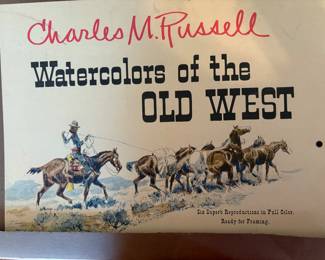 Charles M. Russell
Watercolors of the
OLD WEST
Six Superb Reproductions in Full Color.
Ready for Framing.